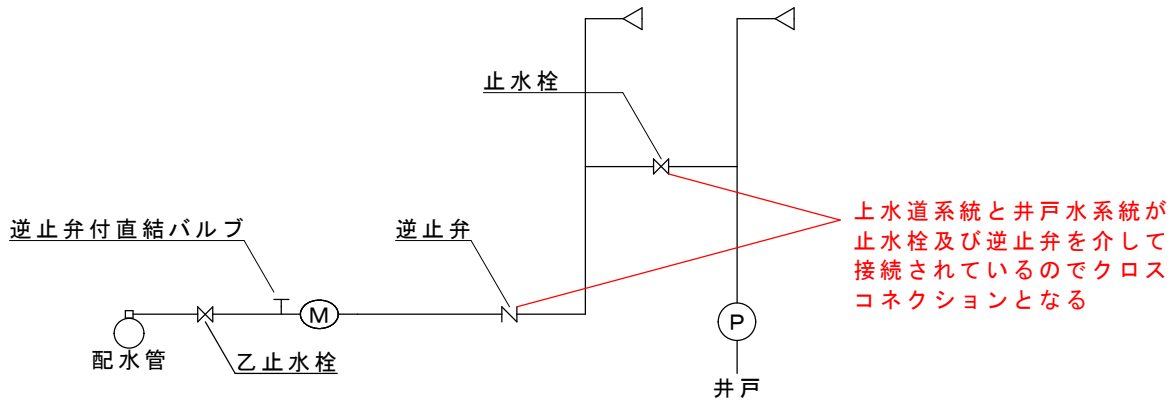 止水栓
逆止弁付直結バルブ
逆止弁
上水道系統と井戸水系統が
止水栓及び逆止弁を介して
接続されているのでクロス
コネクションとなる
M
P
配水管
乙止水栓
井戸